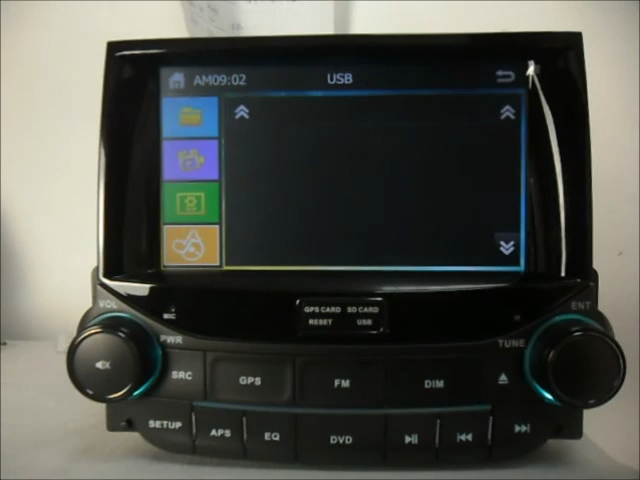 AM09:02 USB
VOL ENT
MIC
GPS CARD SD CARD
RESET USB
PWR TUNE
SRC GPS FM DIM
SETUP APS EQ DVD